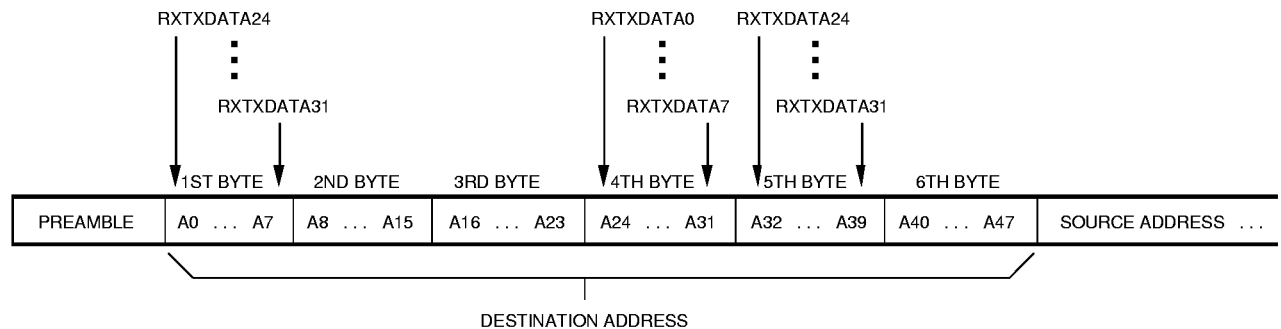 RXTXDATA24 RXTXDATA0 RXTXDATA24
RXTXDATA31 RXTXDATA7 RXTXDATA31
1ST BYTE 2ND BYTE 3RD BYTE 4TH BYTE 5TH BYTE 6TH BYTE
PREAMBLE A0 ... A7 A8 ... A15 A16 ... A23 A24 ... A31 A32 ... A39 A40 ... A47 SOURCE ADDRESS ...
DESTINATION ADDRESS